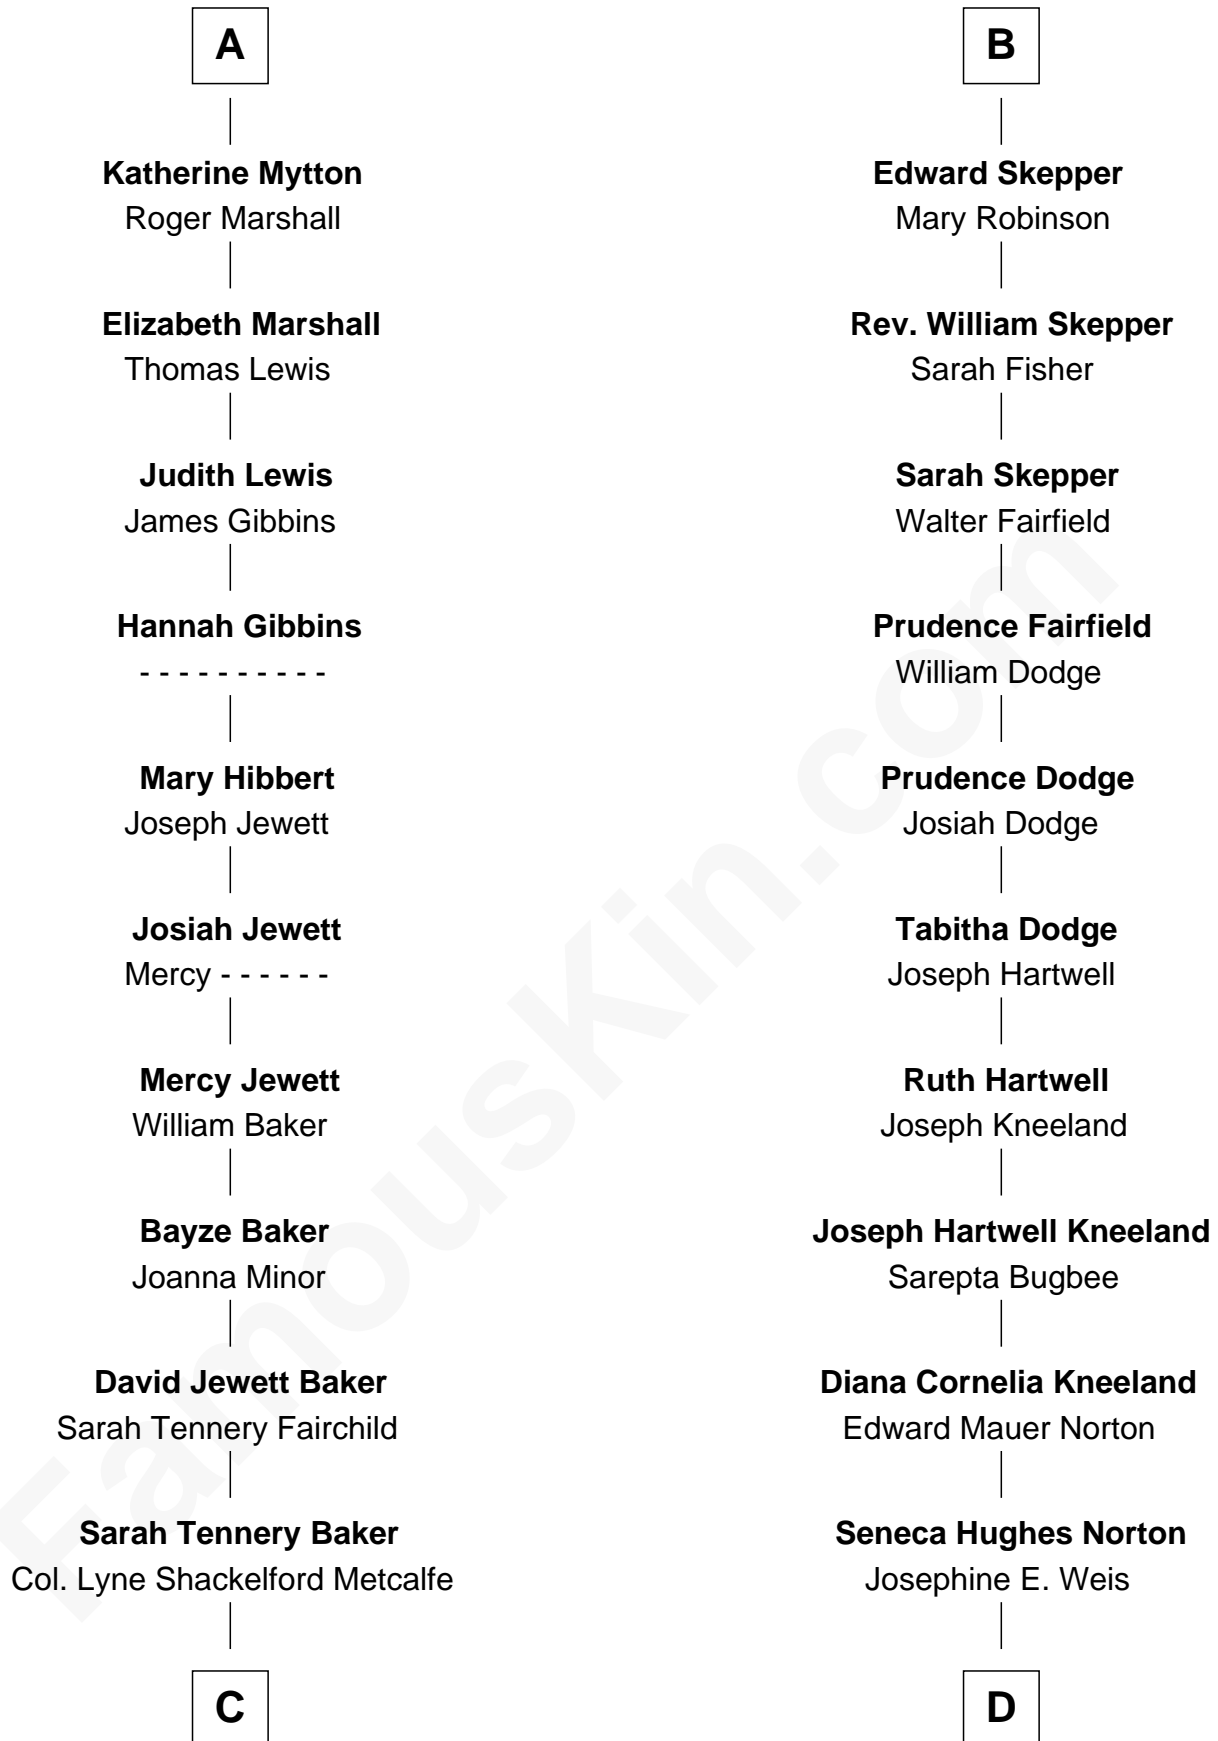 A
Katherine Mytton
Roger Marshall
Elizabeth Marshall
Thomas Lewis
Judith Lewis
James Gibbins
Hannah Gibbins
- - - - - - - - - -
Mary Hibbert
Joseph Jewett
Josiah Jewett
Mercy - - - - - -
Mercy Jewett
William Baker
Bayze Baker
Joanna Minor
David Jewett Baker
Sarah Tennery Fairchild
Sarah Tennery Baker
Col. Lyne Shackelford Metcalfe
C
B
Edward Skepper
Mary Robinson
Rev. William Skepper
Sarah Fisher
Sarah Skepper
Walter Fairfield
Prudence Fairfield
William Dodge
Prudence Dodge
Josiah Dodge
Tabitha Dodge
Joseph Hartwell
Ruth Hartwell
Joseph Kneeland
Joseph Hartwell Kneeland
Sarepta Bugbee
Diana Cornelia Kneeland
Edward Mauer Norton
Seneca Hughes Norton
Josephine E. Weis
D
FamousKin.com